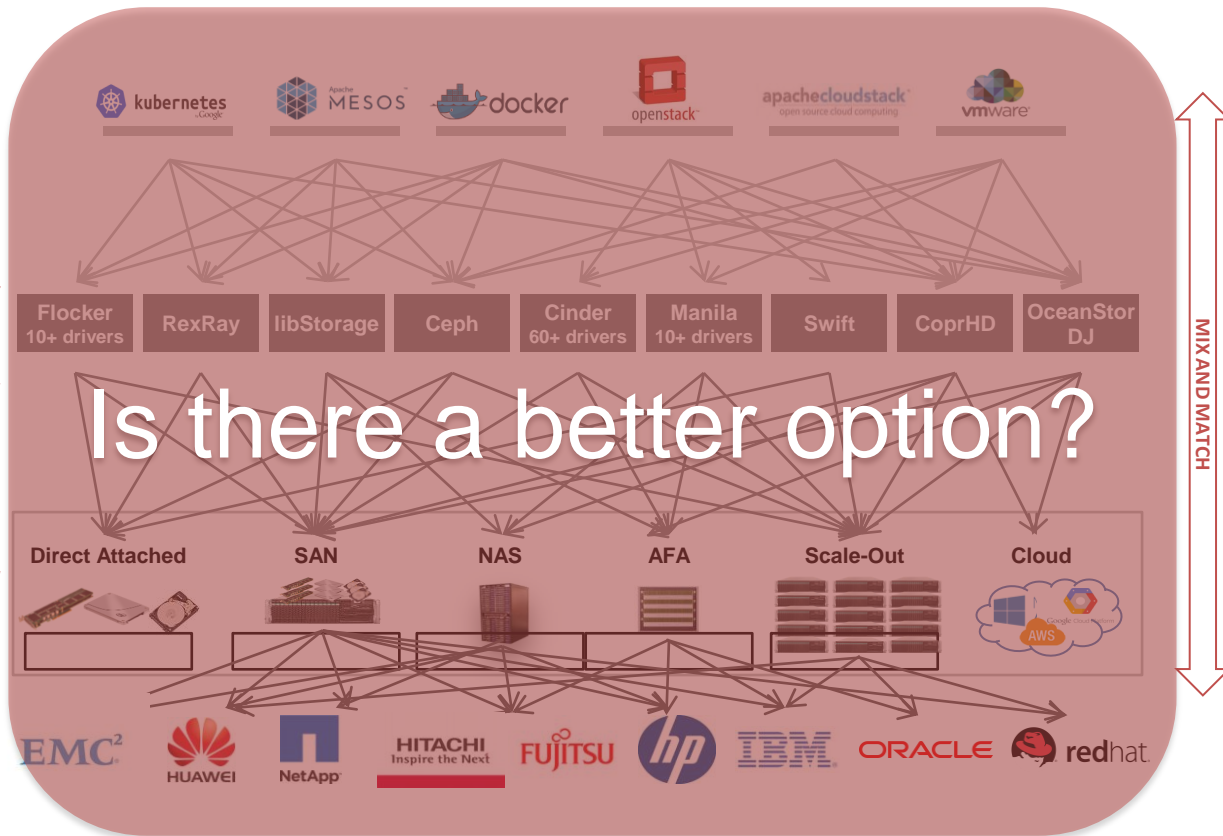 kubernetes
by Google
Apache
MESOS™
docker
openstack™
apachecloudstack™
open source cloud computing
vmware®
Flocker
10+ drivers
RexRay
libStorage
Ceph
Cinder
60+ drivers
Manila
10+ drivers
Swift
CoprHD
OceanStor
DJ
MIX AND MATCH
Is there a better option?
Direct Attached
SAN
NAS
AFA
Scale-Out
Cloud
Google Cloud Platform
AWS
EMC²
HUAWEI
NetApp
HITACHI
Inspire the Next
FUJITSU
hp
IBM
ORACLE
redhat.